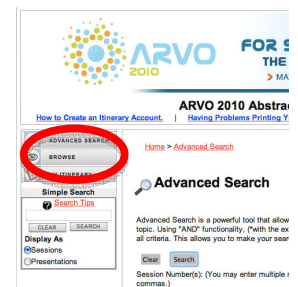 ARVO
2010
FOR S
THE
> MA
ARVO 2010 Abstrac
How to Create an Itinerary Account. | Having Problems Printing Y
ADVANCED SEARCH
BROWSE
ITINERARY
Simple Search
Search Tips
CLEAR SEARCH
Display As
Sessions
Presentations
Home > Advanced Search
Advanced Search
Advanced Search is a powerful tool that allow
topic. Using "AND" functionality, ("with the ex
all criteria. This allows you to make your sear
Clear Search
Session Number(s): (You may enter multiple n
commas.)